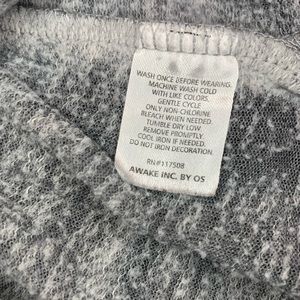 WASH ONCE BEFORE WEARING.
MACHINE WASH COLD
WITH LIKE COLORS,
GENTLE CYCLE
ONLY NON-CHLORINE
BLEACH WHEN NEEDED
TUMBLE DRY LOW
REMOVE PROMPTLY.
COOL IRON IF NEEDED.
DO NOT IRON DECORATION.
RN#117508
AWAKE INC. BY OS